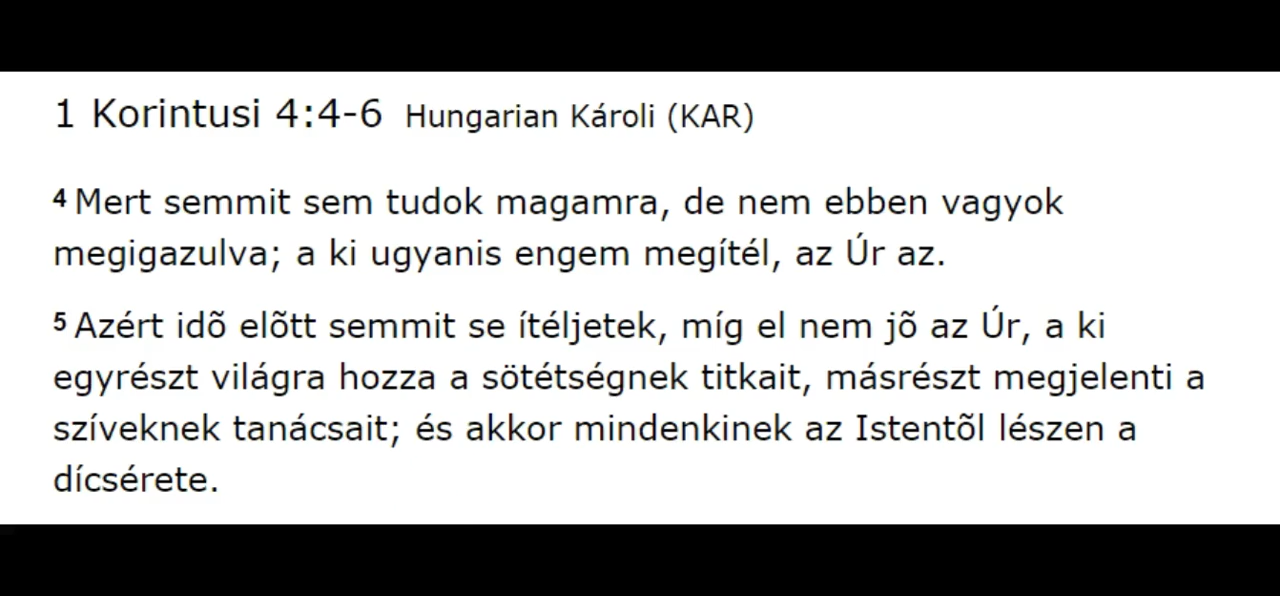 1 Korintusi 4:4-6 Hungarian Károli (KAR)
4 Mert semmit sem tudok magamra, de nem ebben vagyok
megigazulva; a ki ugyanis engem megítél, az Úr az.
5 Azért idõ elõtt semmit se ítéljetek, míg el nem jõ az Úr, a ki
egyrészt világra hozza a sötétségnek titkait, másrészt megjelenti a
szíveknek tanácsait; és akkor mindenkinek az Istentõl lészen a
dícsérete.